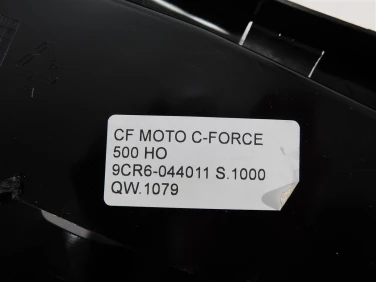 CF MOTO C-FORCE
500 HO
9CR6-044011 S.1000
QW.1079